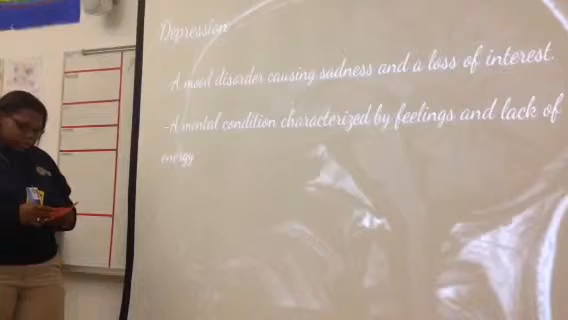 Depression
-A mood disorder causing sadness and a loss of interest.
-A mental condition characterized by feelings and lack of
energy